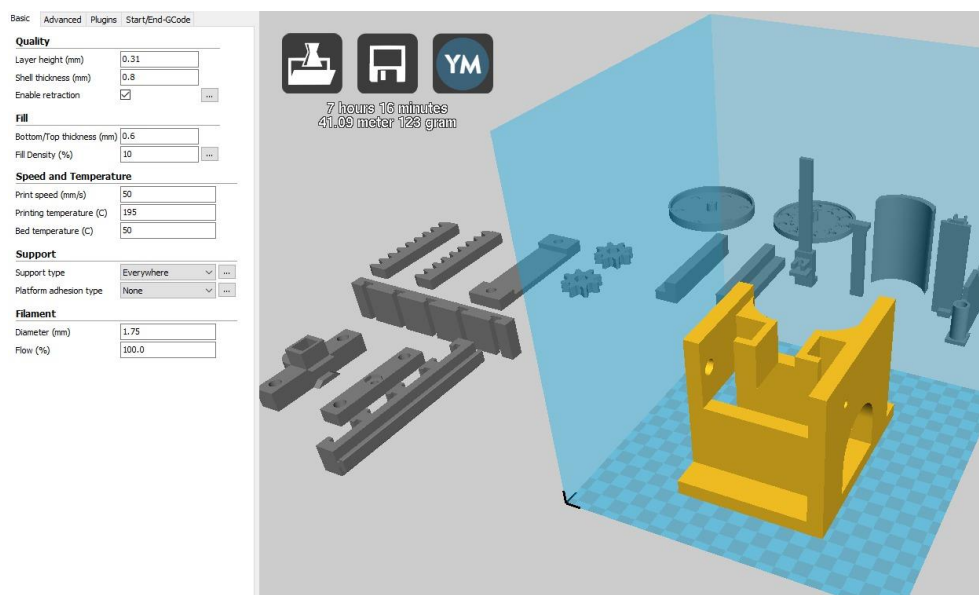 Basic Advanced Plugins Start/End-GCode
Quality
Layer height (mm) 0.31
Shell thickness (mm) 0.8
Enable retraction ...
Fill
Bottom/Top thickness (mm) 0.6
Fill Density (%) 10 ...
Speed and Temperature
Print speed (mm/s) 50
Printing temperature (C) 195
Bed temperature (C) 50
Support
Support type Everywhere ...
Platform adhesion type None ...
Filament
Diameter (mm) 1.75
Flow (%) 100.0
YM
7 hours 16 minutes
41.09 meter 123 gram